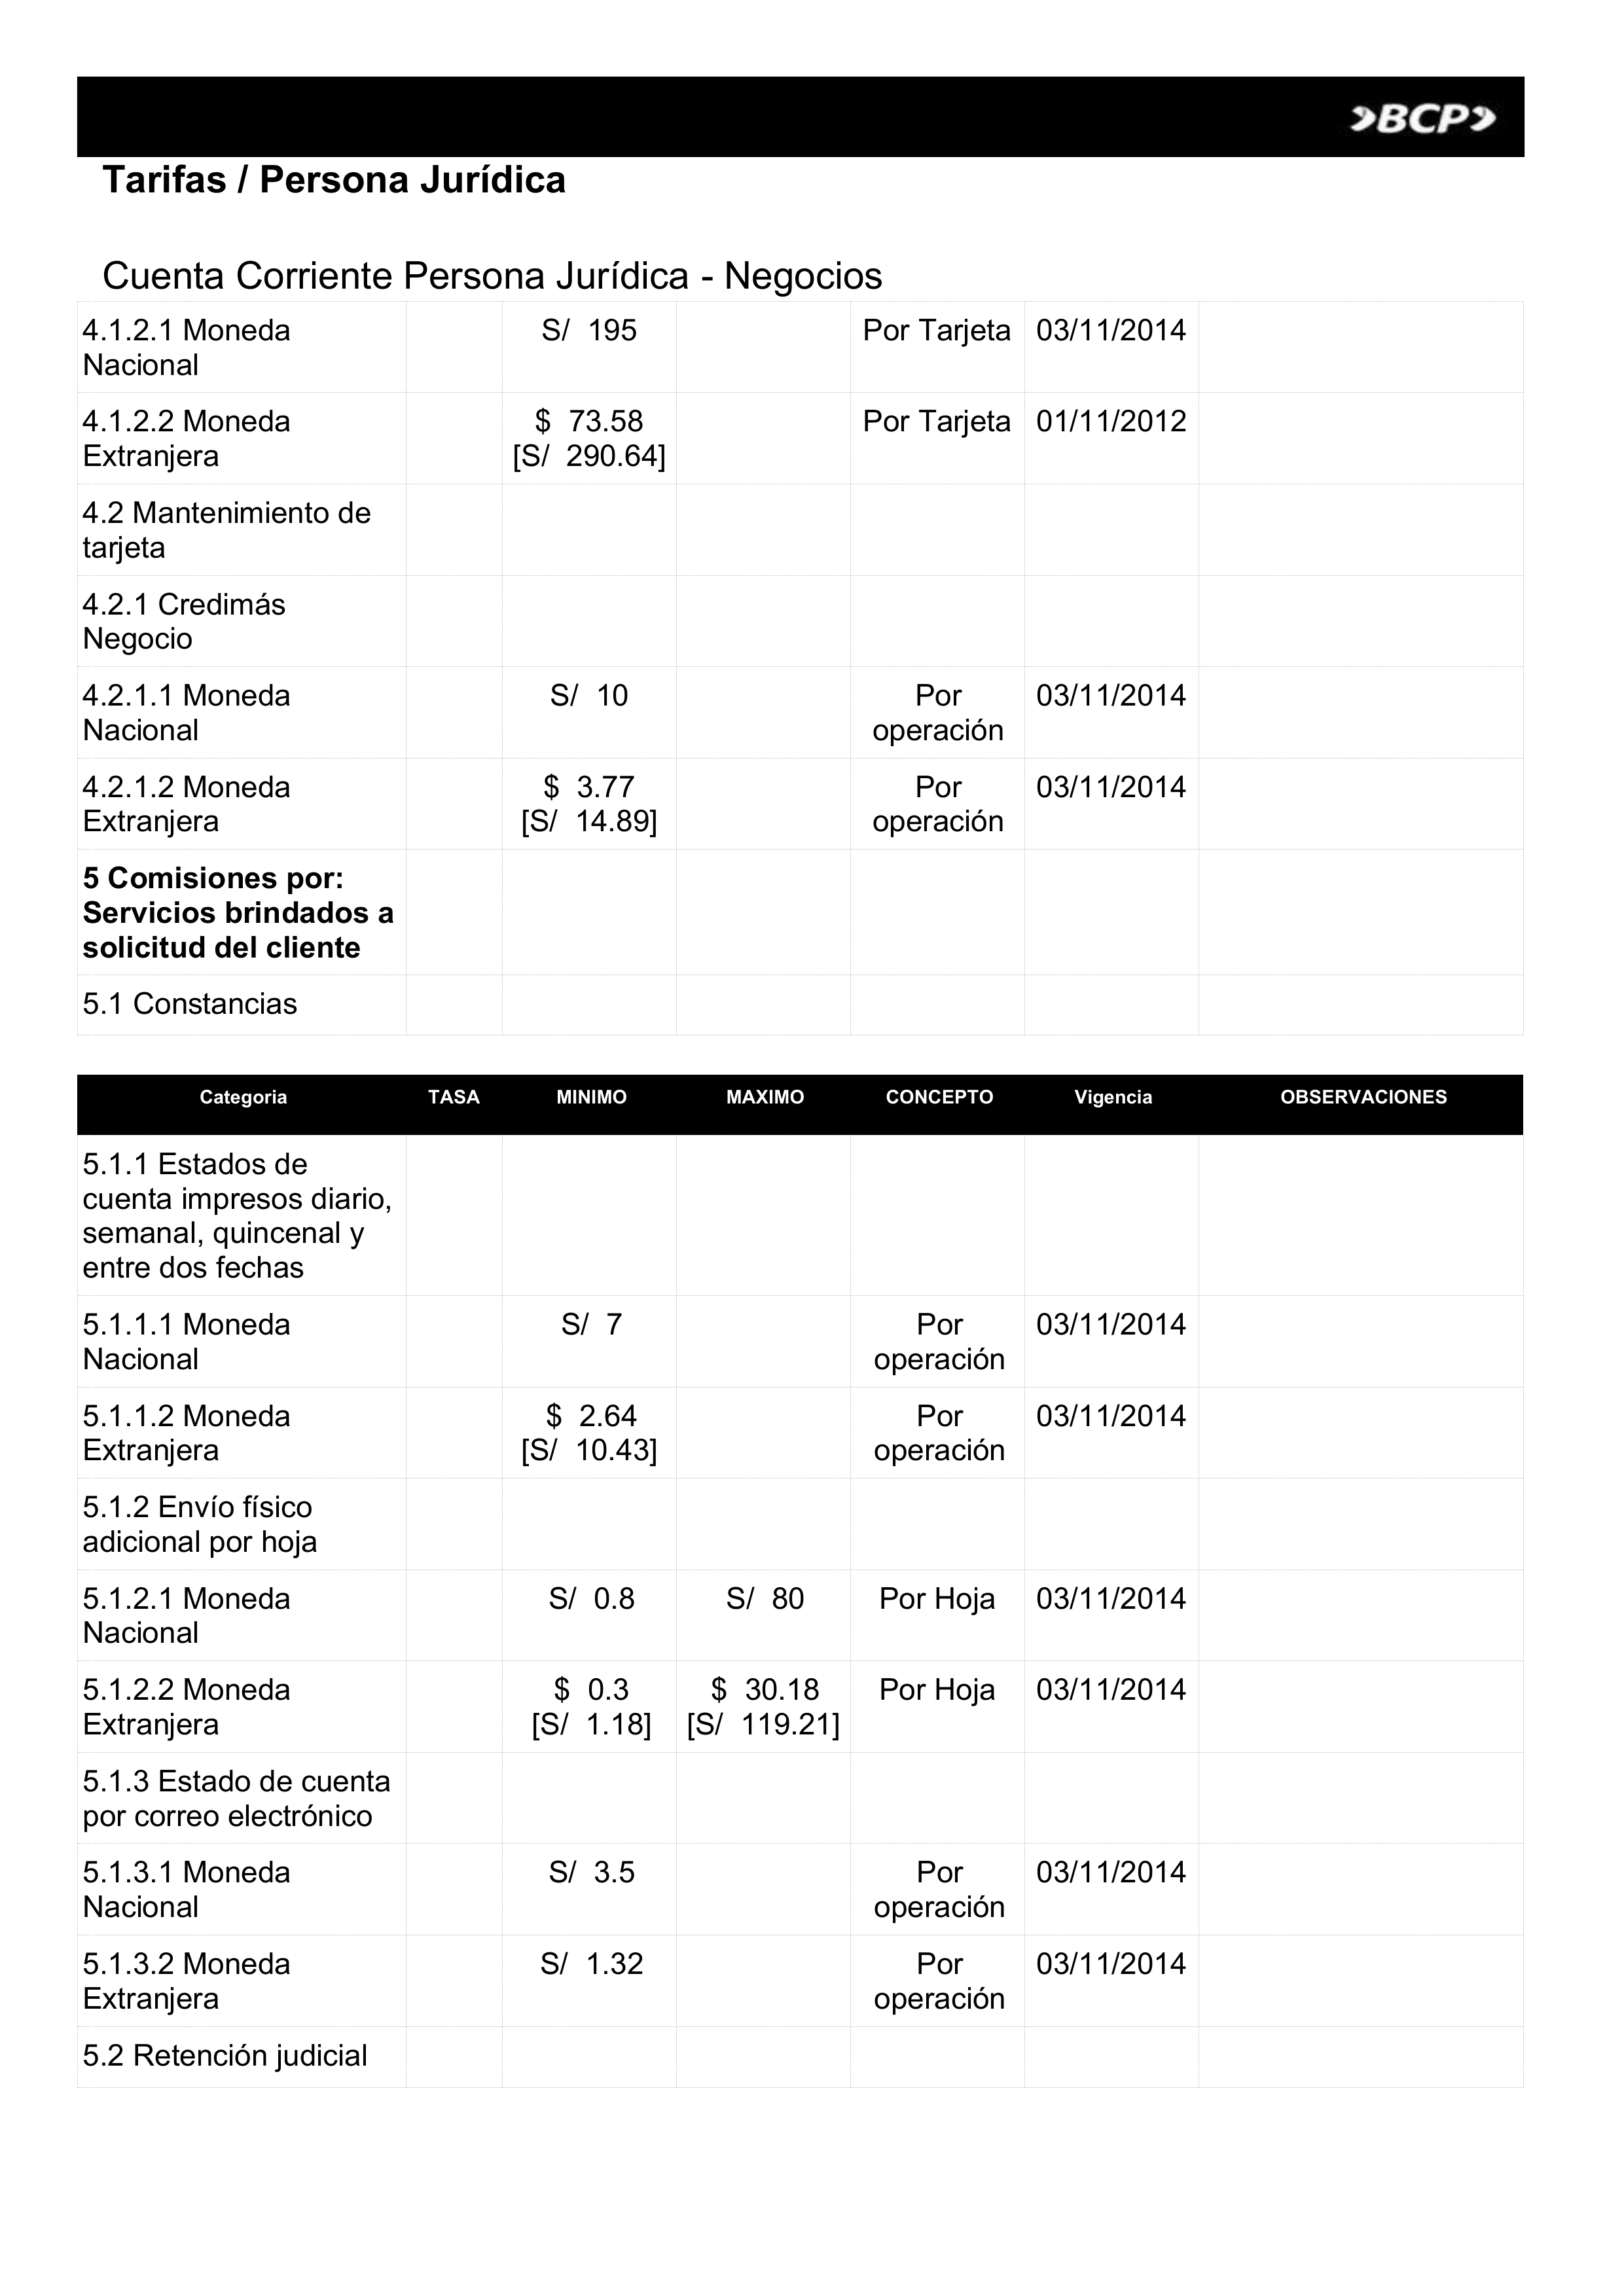 BCP
Tarifas / Persona Jurídica
Cuenta Corriente Persona Jurídica - Negocios
4.1.2.1 Moneda Nacional S/ 195 Por Tarjeta 03/11/2014
4.1.2.2 Moneda Extranjera $ 73.58 [S/ 290.64] Por Tarjeta 01/11/2012
4.2 Mantenimiento de tarjeta
4.2.1 Credimás Negocio
4.2.1.1 Moneda Nacional S/ 10 Por operación 03/11/2014
4.2.1.2 Moneda Extranjera $ 3.77 [S/ 14.89] Por operación 03/11/2014
5 Comisiones por: Servicios brindados a solicitud del cliente
5.1 Constancias
Categoria TASA MINIMO MAXIMO CONCEPTO Vigencia OBSERVACIONES
5.1.1 Estados de cuenta impresos diario, semanal, quincenal y entre dos fechas
5.1.1.1 Moneda Nacional S/ 7 Por operación 03/11/2014
5.1.1.2 Moneda Extranjera $ 2.64 [S/ 10.43] Por operación 03/11/2014
5.1.2 Envío físico adicional por hoja
5.1.2.1 Moneda Nacional S/ 0.8 S/ 80 Por Hoja 03/11/2014
5.1.2.2 Moneda Extranjera $ 0.3 [S/ 1.18] $ 30.18 [S/ 119.21] Por Hoja 03/11/2014
5.1.3 Estado de cuenta por correo electrónico
5.1.3.1 Moneda Nacional S/ 3.5 Por operación 03/11/2014
5.1.3.2 Moneda Extranjera S/ 1.32 Por operación 03/11/2014
5.2 Retención judicial